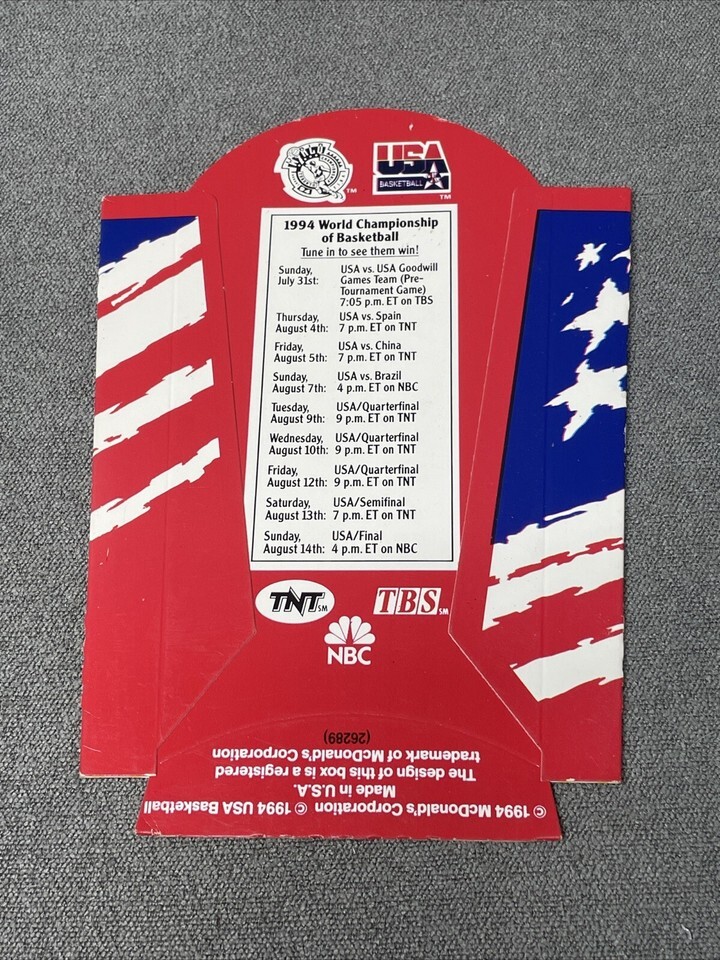 TM
USA
BASKETBALL
TM
1994 World Championship
of Basketball
Tune in to see them win!
Sunday, USA vs. USA Goodwill
July 31st: Games Team (Pre-
Tournament Game)
7:05 p.m. ET on TBS
Thursday, USA vs. Spain
August 4th: 7 p.m. ET on TNT
Friday, USA vs. China
August 5th: 7 p.m. ET on TNT
Sunday, USA vs. Brazil
August 7th: 4 p.m. ET on NBC
Tuesday, USA/Quarterfinal
August 9th: 9 p.m. ET on TNT
Wednesday, USA/Quarterfinal
August 10th: 9 p.m. ET on TNT
Friday, USA/Quarterfinal
August 12th: 9 p.m. ET on TNT
Saturday, USA/Semifinal
August 13th: 7 p.m. ET on TNT
Sunday, USA/Final
August 14th: 4 p.m. ET on NBC
TNT SM
TBS SM
NBC
© 1994 McDonald's Corporation © 1994 USA Basketball
Made in U.S.A.
The design of this box is a registered
trademark of McDonald's Corporation
(26289)